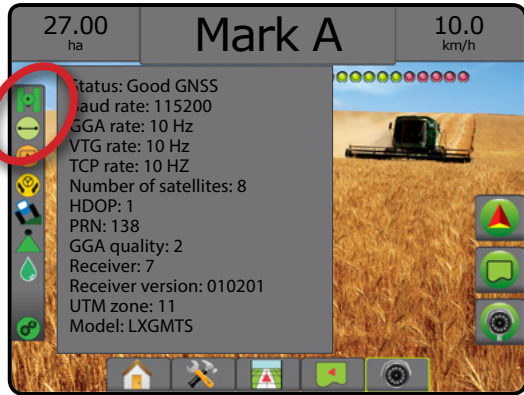 27.00
ha
Mark A
10.0
km/h
Status: Good GNSS
Baud rate: 115200
GGA rate: 10 Hz
VTG rate: 10 Hz
TCP rate: 10 HZ
Number of satellites: 8
HDOP: 1
PRN: 138
GGA quality: 2
Receiver: 7
Receiver version: 010201
UTM zone: 11
Model: LXGMTS